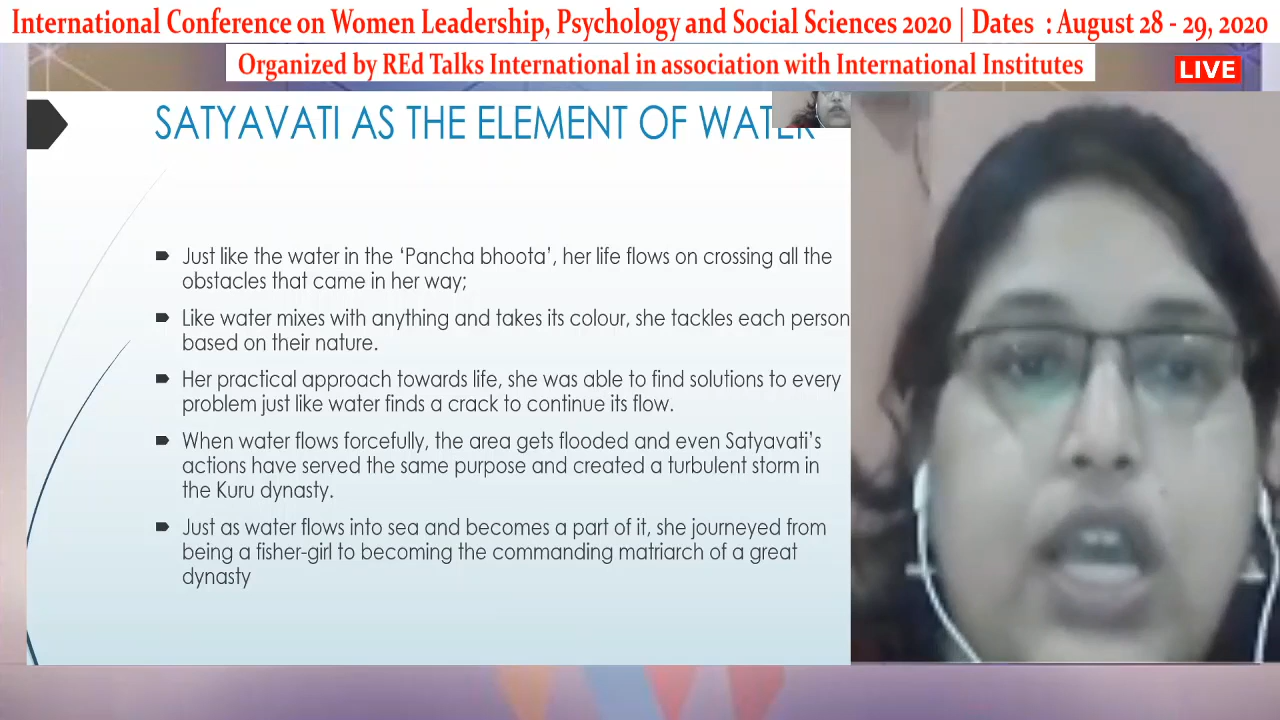 International Conference on Women Leadership, Psychology and Social Sciences 2020 | Dates : August 28 - 29, 2020
Organized by REd Talks International in association with International Institutes
LIVE
SATYAVATI AS THE ELEMENT OF WATER
Just like the water in the ‘Pancha bhoota’, her life flows on crossing all the
obstacles that came in her way;
Like water mixes with anything and takes its colour, she tackles each person
based on their nature.
Her practical approach towards life, she was able to find solutions to every
problem just like water finds a crack to continue its flow.
When water flows forcefully, the area gets flooded and even Satyavati’s
actions have served the same purpose and created a turbulent storm in
the Kuru dynasty.
Just as water flows into sea and becomes a part of it, she journeyed from
being a fisher-girl to becoming the commanding matriarch of a great
dynasty